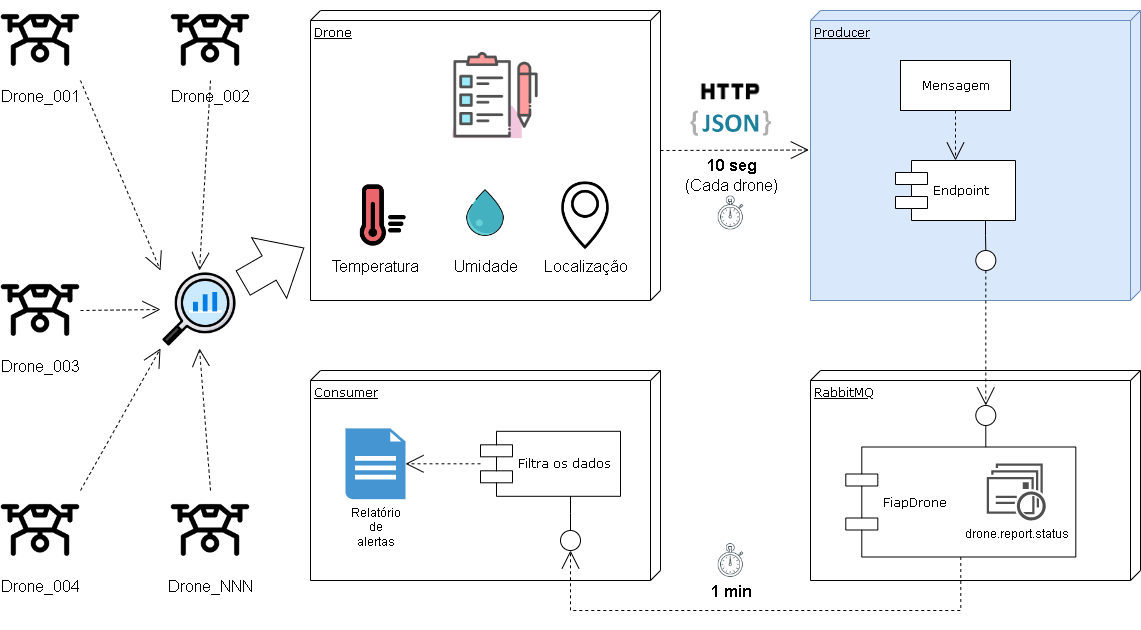 Drone_001
Drone_002
Drone_003
Drone_004
Drone_NNN
Drone
Temperatura
Umidade
Localização
HTTP
{JSON}
10 seg
(Cada drone)
Producer
Mensagem
Endpoint
RabbitMQ
FiapDrone
drone.report.status
1 min
Consumer
Filtra os dados
Relatório
de
alertas